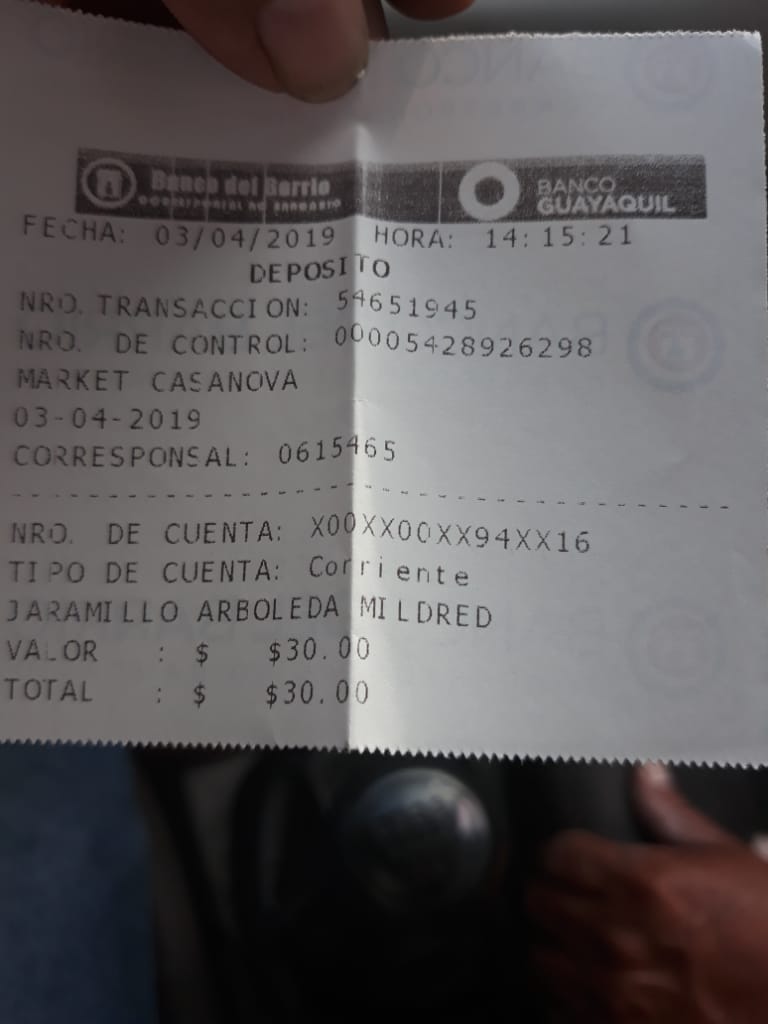 Banco del Barrio
BANCO
GUAYAQUIL
FECHA: 03/04/2019 HORA: 14:15:21
DEPOSITO
NRO. TRANSACCION: 54651945
NRO. DE CONTROL: 000005428926298
MARKET CASANOVA
03-04-2019
CORRESPONSAL: 0615465
NRO. DE CUENTA: X00XX00XX94XX16
TIPO DE CUENTA: Corriente
JARAMILLO ARBOLEDA MILDRED
VALOR : $ $30.00
TOTAL : $ $30.00